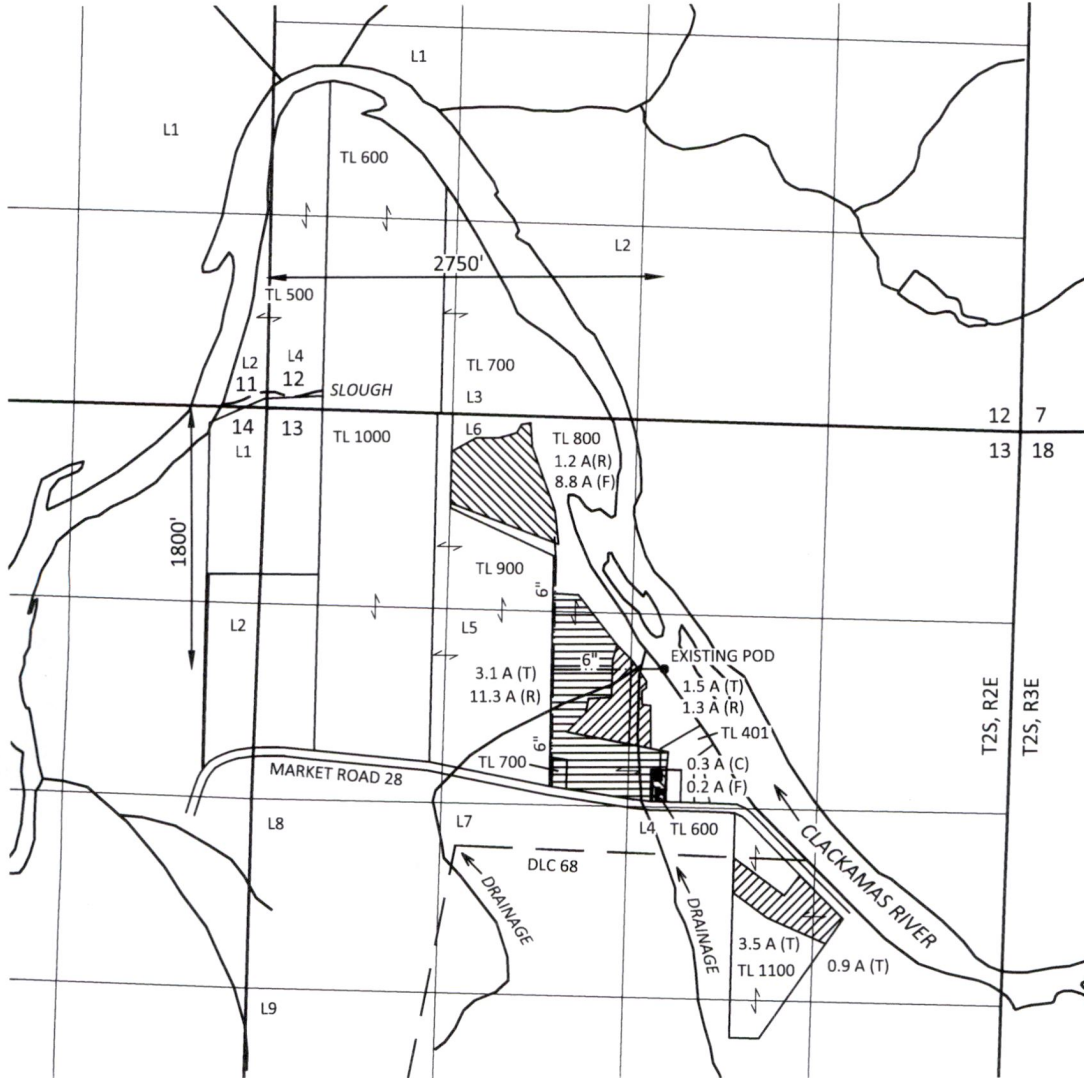 L1
L1
TL 600
L2
2750'
TL 500
L2
L4
TL 700
11
12
SLOUGH
L3
12
7
14
13
TL 1000
L6
TL 800
13
18
L1
1.2 A(R)
8.8 A (F)
1800'
TL 900
6"
L2
L5
EXISTING POD
6"
3.1 A (T)
11.3 A (R)
1.5 A (T)
1.3 A (R)
T2S, R2E
T2S, R3E
TL 401
6"
TL 700
0.3 A (C)
0.2 A (F)
MARKET ROAD 28
L8
L7
L4
TL 600
DLC 68
CLACKAMAS RIVER
DRAINAGE
DRAINAGE
3.5 A (T)
TL 1100
0.9 A (T)
L9